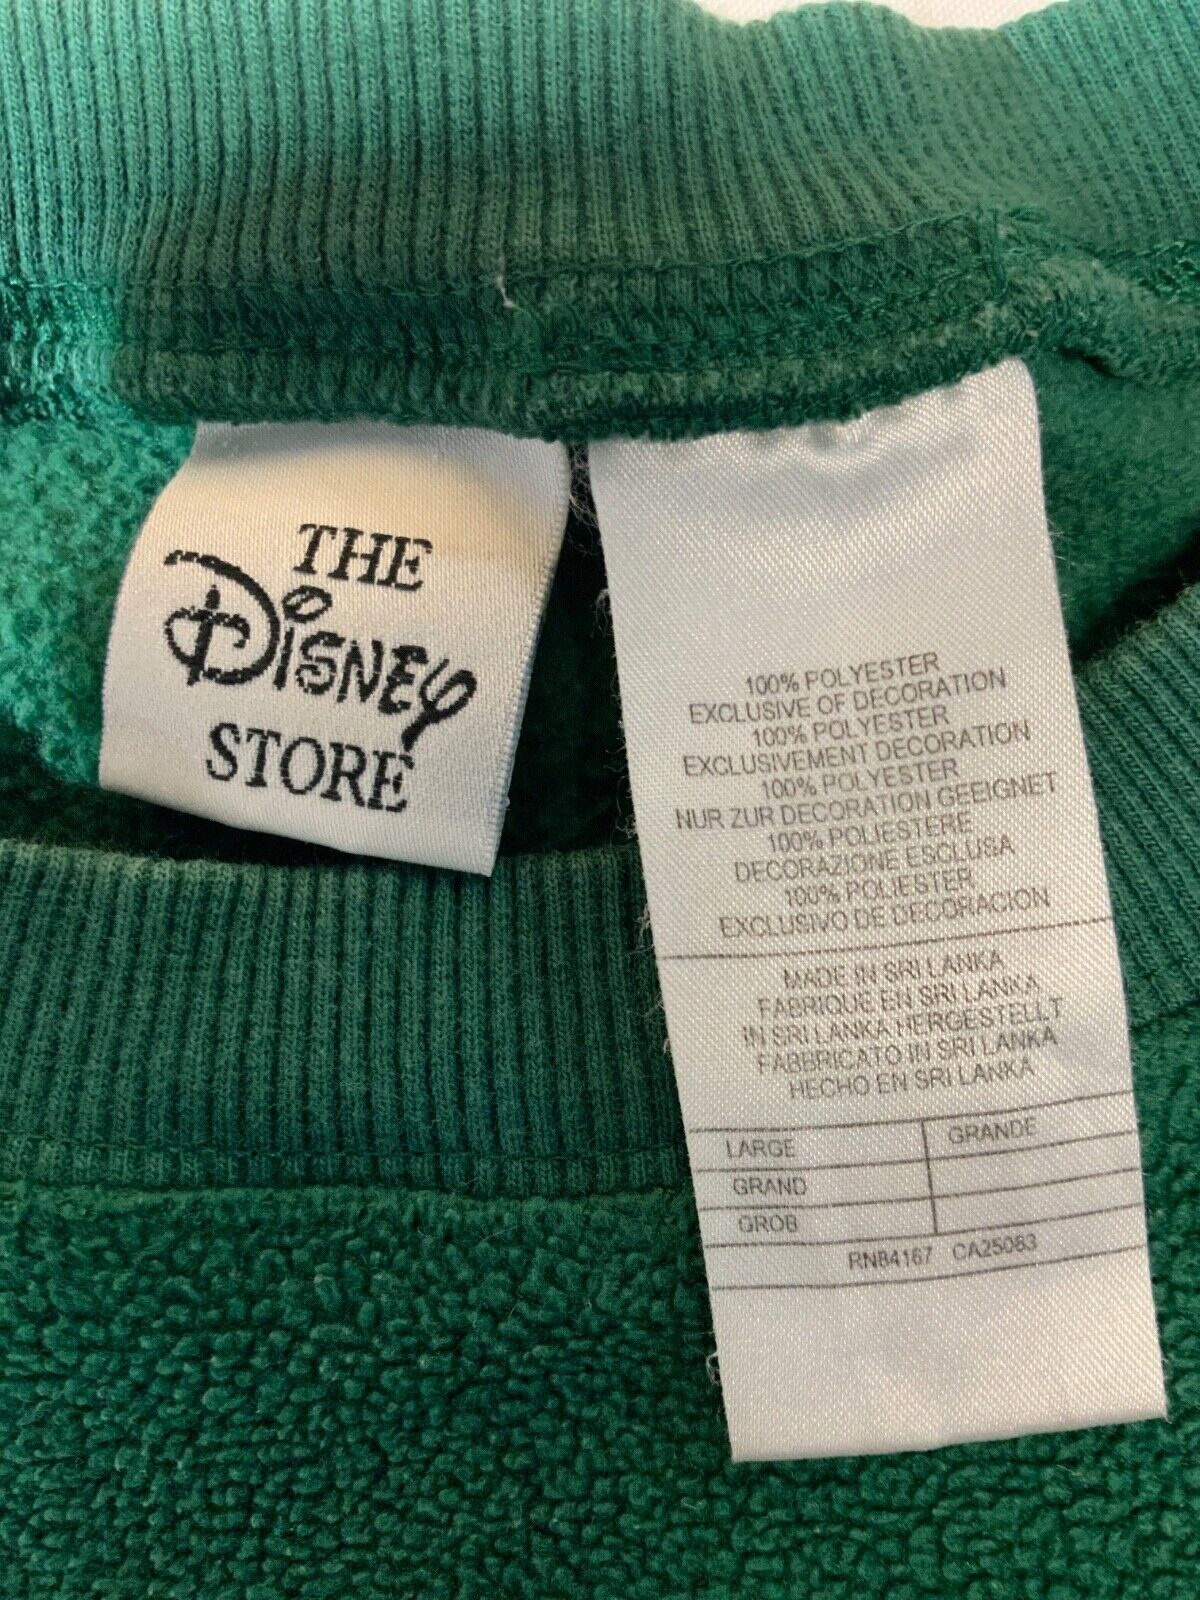 THE
DISNEY
STORE
100% POLYESTER
EXCLUSIVE OF DECORATION
100% POLYESTER
EXCLUSIVEMENT DECORATION
100% POLYESTER
NUR ZUR DECORATION GEEIGNET
100% POLIESTERE
DECORAZIONE ESCLUSA
100% POLIESTER
EXCLUSIVO DE DECORACION
MADE IN SRI LANKA
FABRIQUE EN SRI LANKA
IN SRI LANKA HERGESTELLT
FABBRICATO IN SRI LANKA
HECHO EN SRI LANKA
LARGE GRANDE
GRAND
GROB
RN84167 CA25083